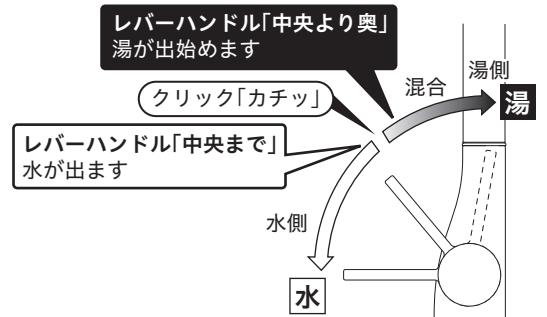 レバーハンドル｢中央より奥｣
湯が出始めます
湯側
混合
湯
クリック｢カチッ｣
レバーハンドル｢中央まで｣
水が出ます
水側
水